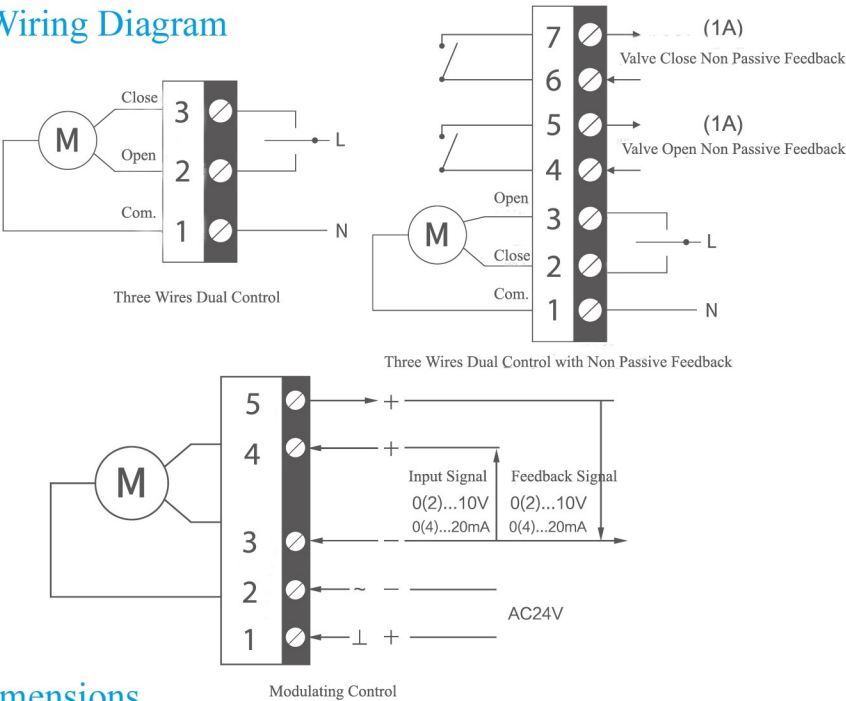 Wiring Diagram
Close
3
M
Open
2
L
Com.
1
N
Three Wires Dual Control
7
(1A)
Valve Close Non Passive Feedback
6
5
(1A)
Valve Open Non Passive Feedback
4
Open
3
M
L
Close
2
Com.
1
N
Three Wires Dual Control with Non Passive Feedback
5 +
4 +
M
Input Signal Feedback Signal
0(2)...10V 0(2)...10V
0(4)...20mA 0(4)...20mA
3 −
2 ~ −
AC24V
1 ⊥ +
Modulating Control